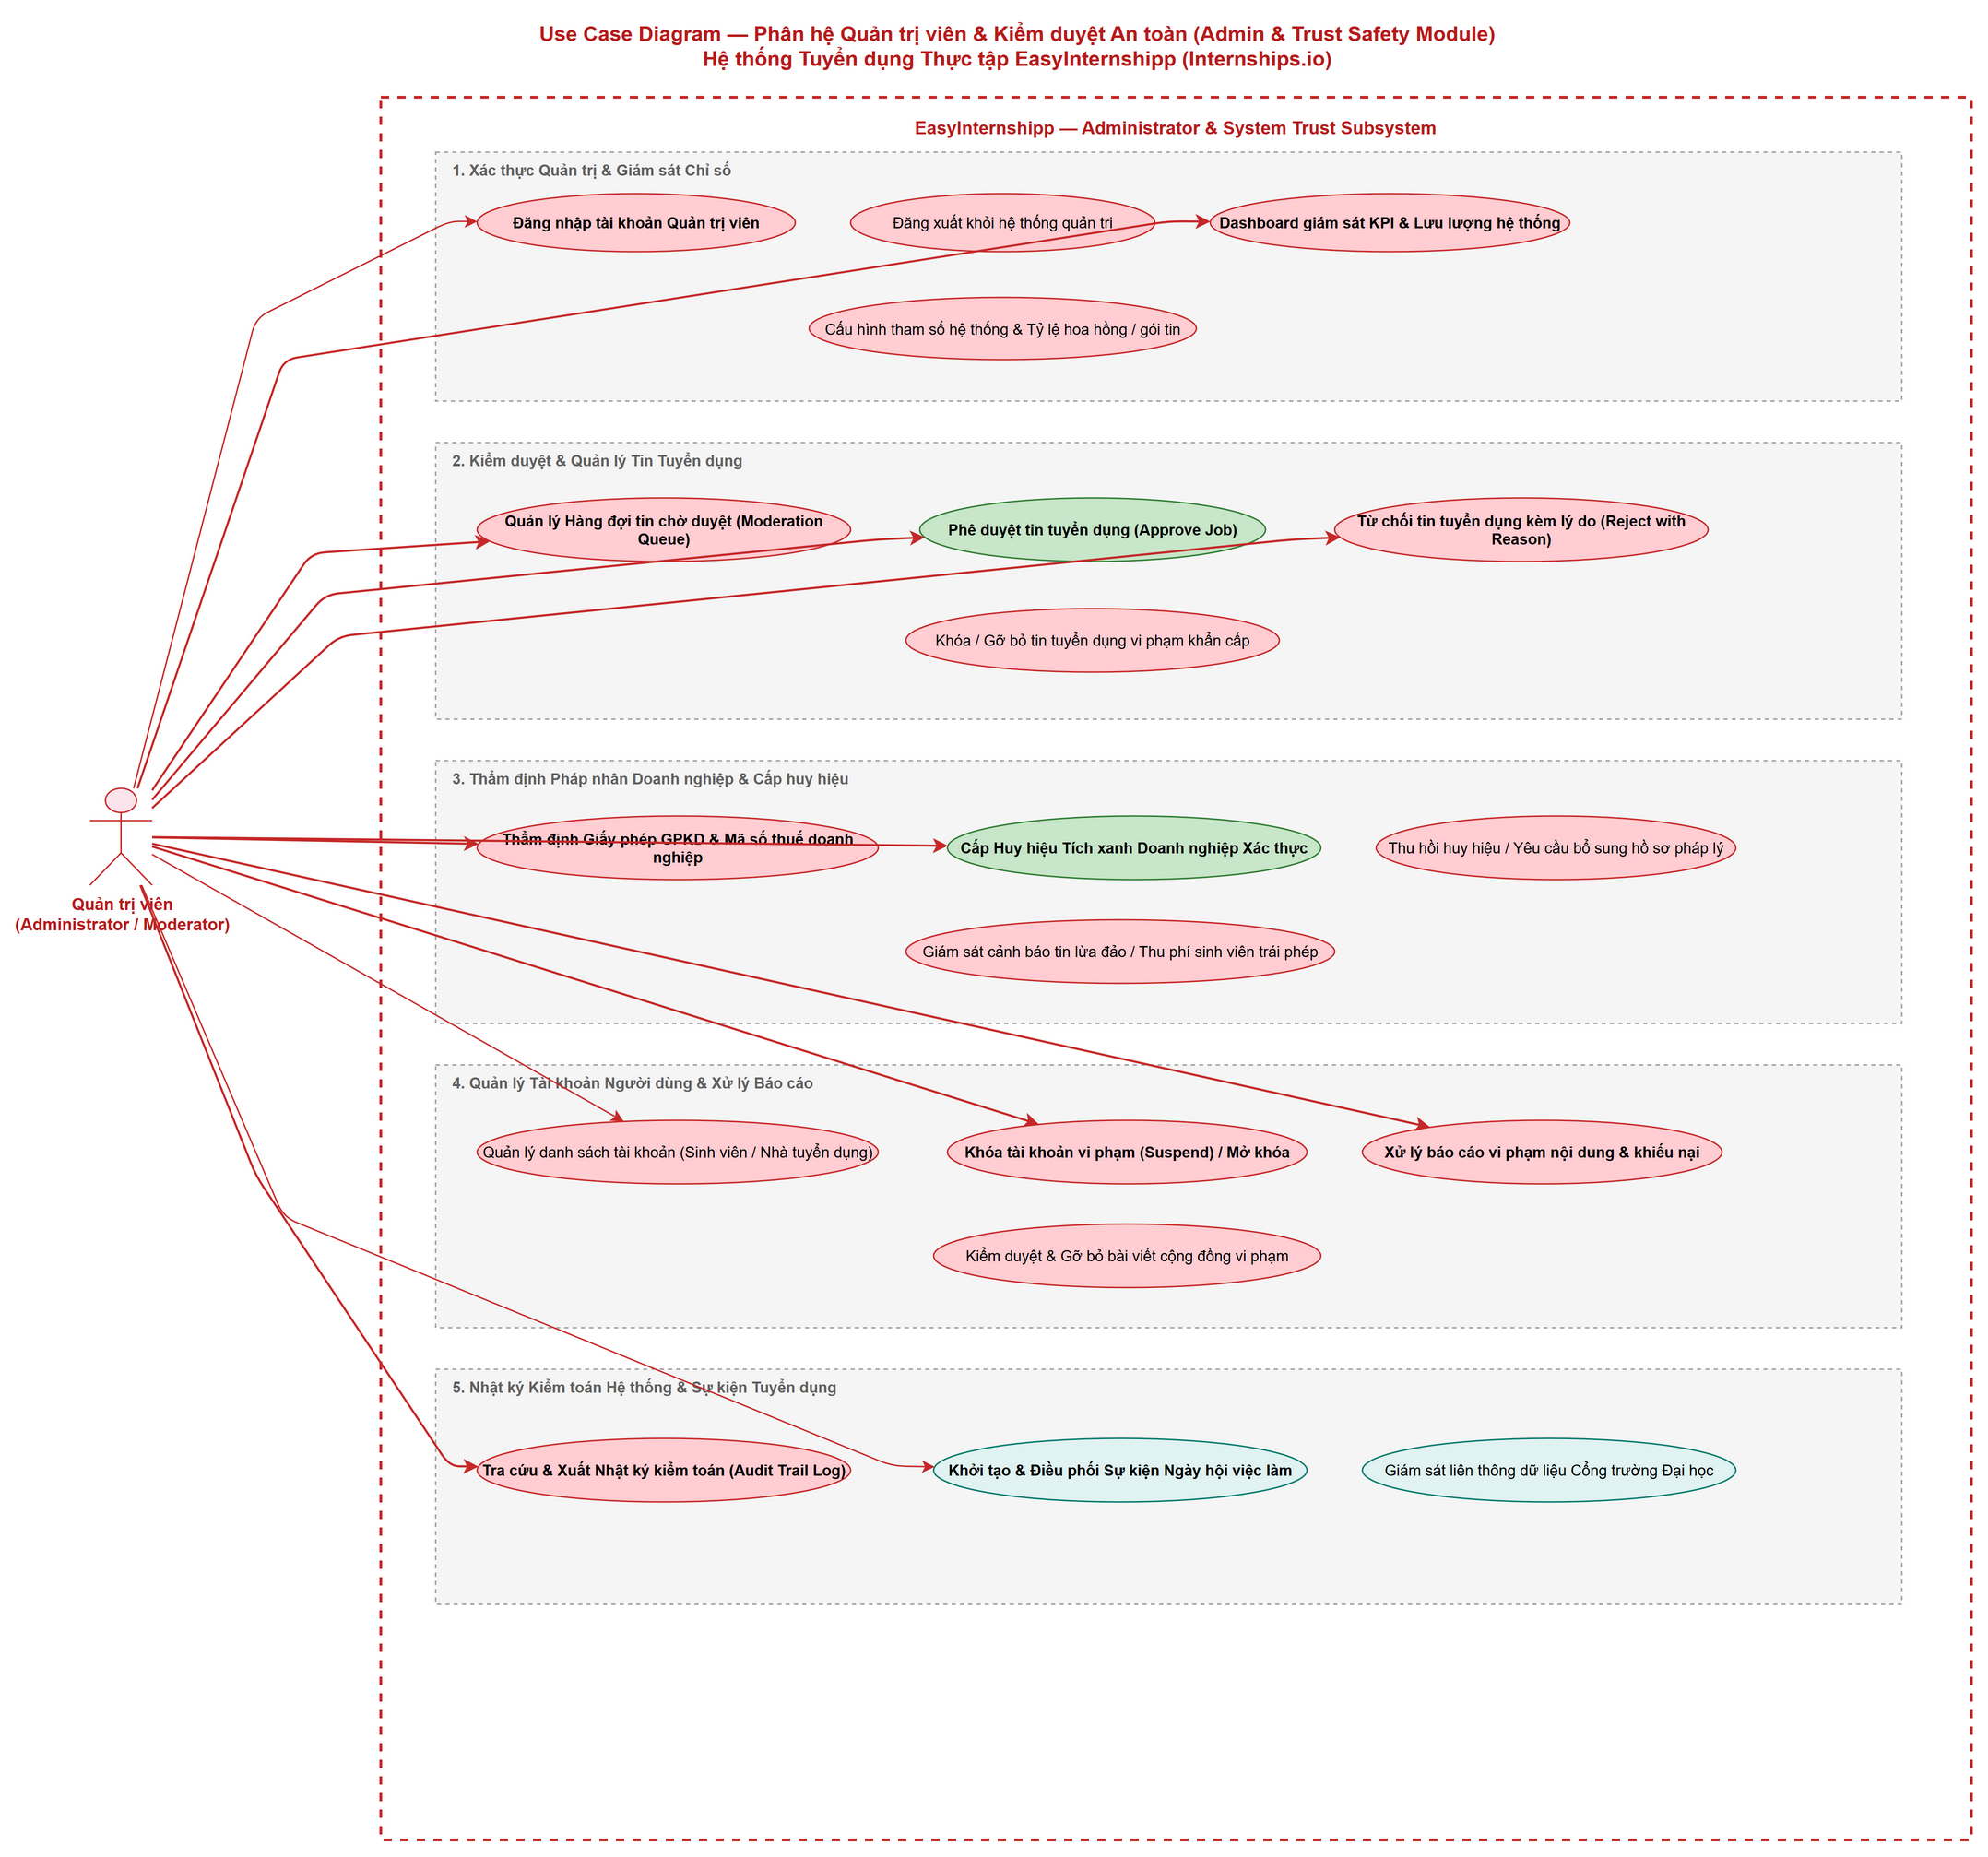 Use Case Diagram — Phân hệ Quản trị viên & Kiểm duyệt An toàn (Admin & Trust Safety Module)
Hệ thống Tuyển dụng Thực tập EasyInternshipp (Internships.io)
EasyInternshipp — Administrator & System Trust Subsystem
1. Xác thực Quản trị & Giám sát Chỉ số
Đăng nhập tài khoản Quản trị viên
Đăng xuất khỏi hệ thống quản trị
Dashboard giám sát KPI & Lưu lượng hệ thống
Cấu hình tham số hệ thống & Tỷ lệ hoa hồng / gói tin
2. Kiểm duyệt & Quản lý Tin Tuyển dụng
Quản lý Hàng đợi tin chờ duyệt (Moderation
Queue)
Phê duyệt tin tuyển dụng (Approve Job)
Từ chối tin tuyển dụng kèm lý do (Reject with
Reason)
Khóa / Gỡ bỏ tin tuyển dụng vi phạm khẩn cấp
3. Thẩm định Pháp nhân Doanh nghiệp & Cấp huy hiệu
Thẩm định Giấy phép GPKD & Mã số thuế doanh
nghiệp
Cấp Huy hiệu Tích xanh Doanh nghiệp Xác thực
Thu hồi huy hiệu / Yêu cầu bổ sung hồ sơ pháp lý
Giám sát cảnh báo tin lừa đảo / Thu phí sinh viên trái phép
Quản trị viên
(Administrator / Moderator)
4. Quản lý Tài khoản Người dùng & Xử lý Báo cáo
Quản lý danh sách tài khoản (Sinh viên / Nhà tuyển dụng)
Khóa tài khoản vi phạm (Suspend) / Mở khóa
Xử lý báo cáo vi phạm nội dung & khiếu nại
Kiểm duyệt & Gỡ bỏ bài viết cộng đồng vi phạm
5. Nhật ký Kiểm toán Hệ thống & Sự kiện Tuyển dụng
Tra cứu & Xuất Nhật ký kiểm toán (Audit Trail Log)
Khởi tạo & Điều phối Sự kiện Ngày hội việc làm
Giám sát liên thông dữ liệu Cổng trường Đại học